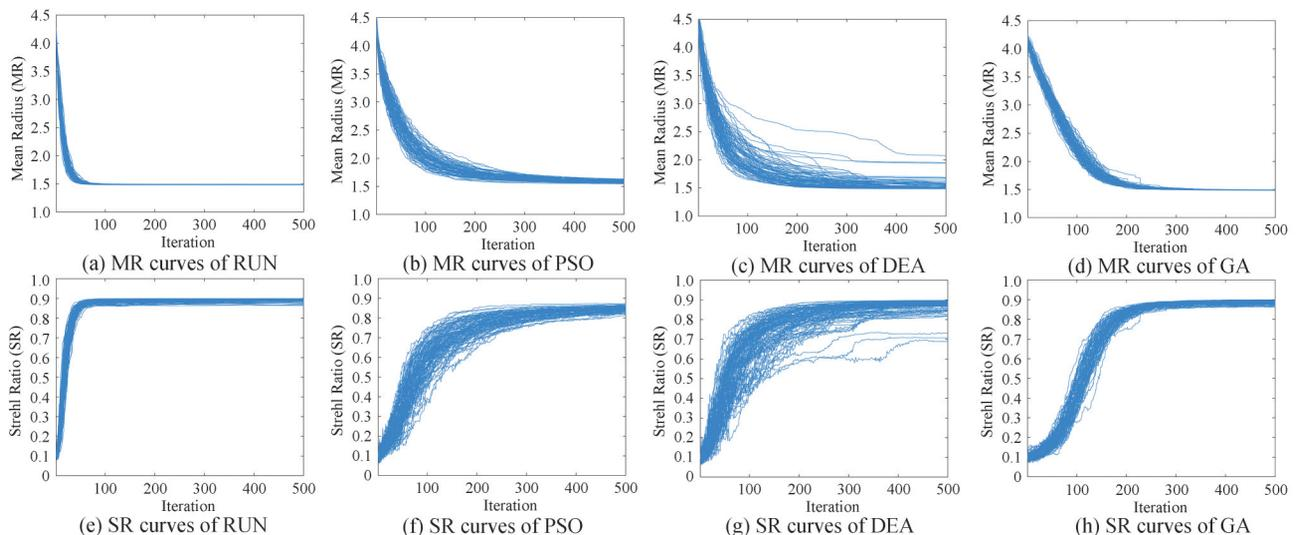 4.5
4.0
3.5
3.0
2.5
2.0
1.5
1.0
Mean Radius (MR)
100 200 300 400 500
Iteration
(a) MR curves of RUN
4.5
4.0
3.5
3.0
2.5
2.0
1.5
1.0
Mean Radius (MR)
100 200 300 400 500
Iteration
(b) MR curves of PSO
4.5
4.0
3.5
3.0
2.5
2.0
1.5
1.0
Mean Radius (MR)
100 200 300 400 500
Iteration
(c) MR curves of DEA
4.5
4.0
3.5
3.0
2.5
2.0
1.5
1.0
Mean Radius (MR)
100 200 300 400 500
Iteration
(d) MR curves of GA
1.0
0.9
0.8
0.7
0.6
0.5
0.4
0.3
0.2
0.1
0
Strehl Ratio (SR)
100 200 300 400 500
Iteration
(e) SR curves of RUN
1.0
0.9
0.8
0.7
0.6
0.5
0.4
0.3
0.2
0.1
0
Strehl Ratio (SR)
100 200 300 400 500
Iteration
(f) SR curves of PSO
1.0
0.9
0.8
0.7
0.6
0.5
0.4
0.3
0.2
0.1
0
Strehl Ratio (SR)
100 200 300 400 500
Iteration
(g) SR curves of DEA
1.0
0.9
0.8
0.7
0.6
0.5
0.4
0.3
0.2
0.1
0
Strehl Ratio (SR)
100 200 300 400 500
Iteration
(h) SR curves of GA